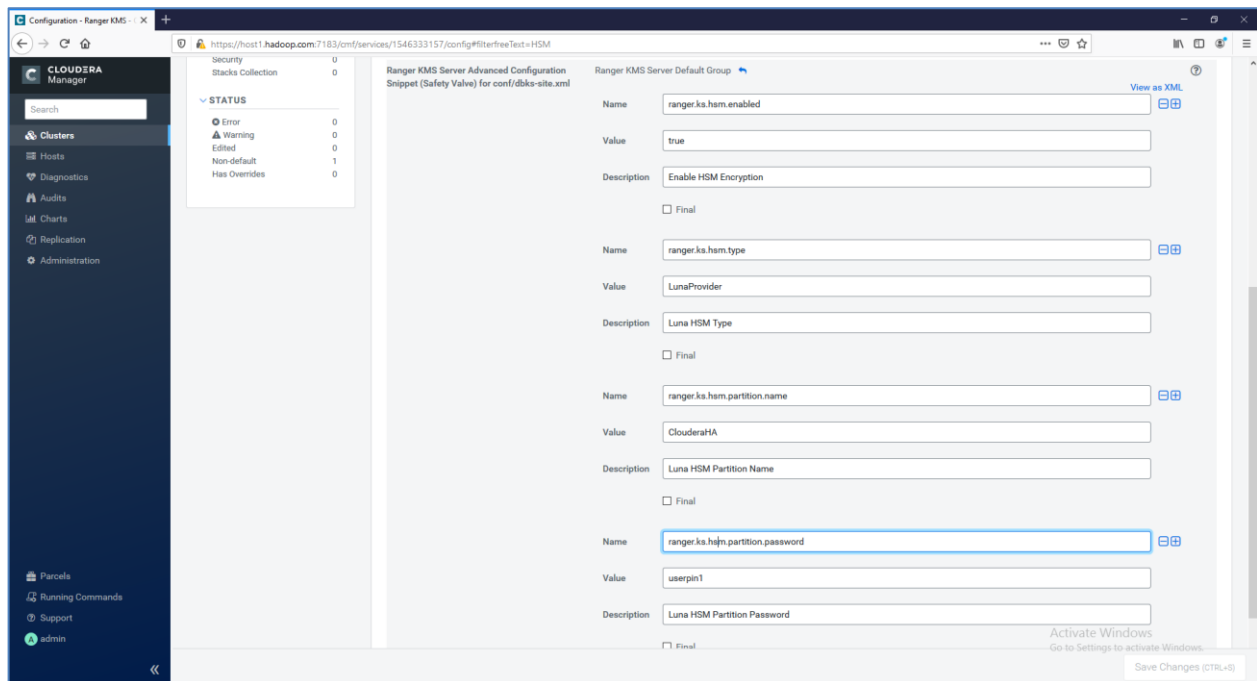 Configuration - Ranger KMS - C
https://host1.hadoop.com:7183/cmf/services/1546333157/config#filterfreeText=HSM
CLOUDERA
Manager
Search
Clusters
Hosts
Diagnostics
Audits
Charts
Replication
Administration
Parcels
Running Commands
Support
A admin
Security 0
Stacks Collection 0
STATUS
Error 0
Warning 0
Edited 0
Non-default 1
Has Overrides 0
Ranger KMS Server Advanced Configuration
Snippet (Safety Valve) for conf/dbks-site.xml
Ranger KMS Server Default Group
View as XML
Name ranger.ks.hsm.enabled
Value true
Description Enable HSM Encryption
Final
Name ranger.ks.hsm.type
Value LunaProvider
Description Luna HSM Type
Final
Name ranger.ks.hsm.partition.name
Value ClouderaHA
Description Luna HSM Partition Name
Final
Name ranger.ks.hsm.partition.password
Value userpin1
Description Luna HSM Partition Password
Final
Activate Windows
Go to Settings to activate Windows.
Save Changes (CTRL+S)